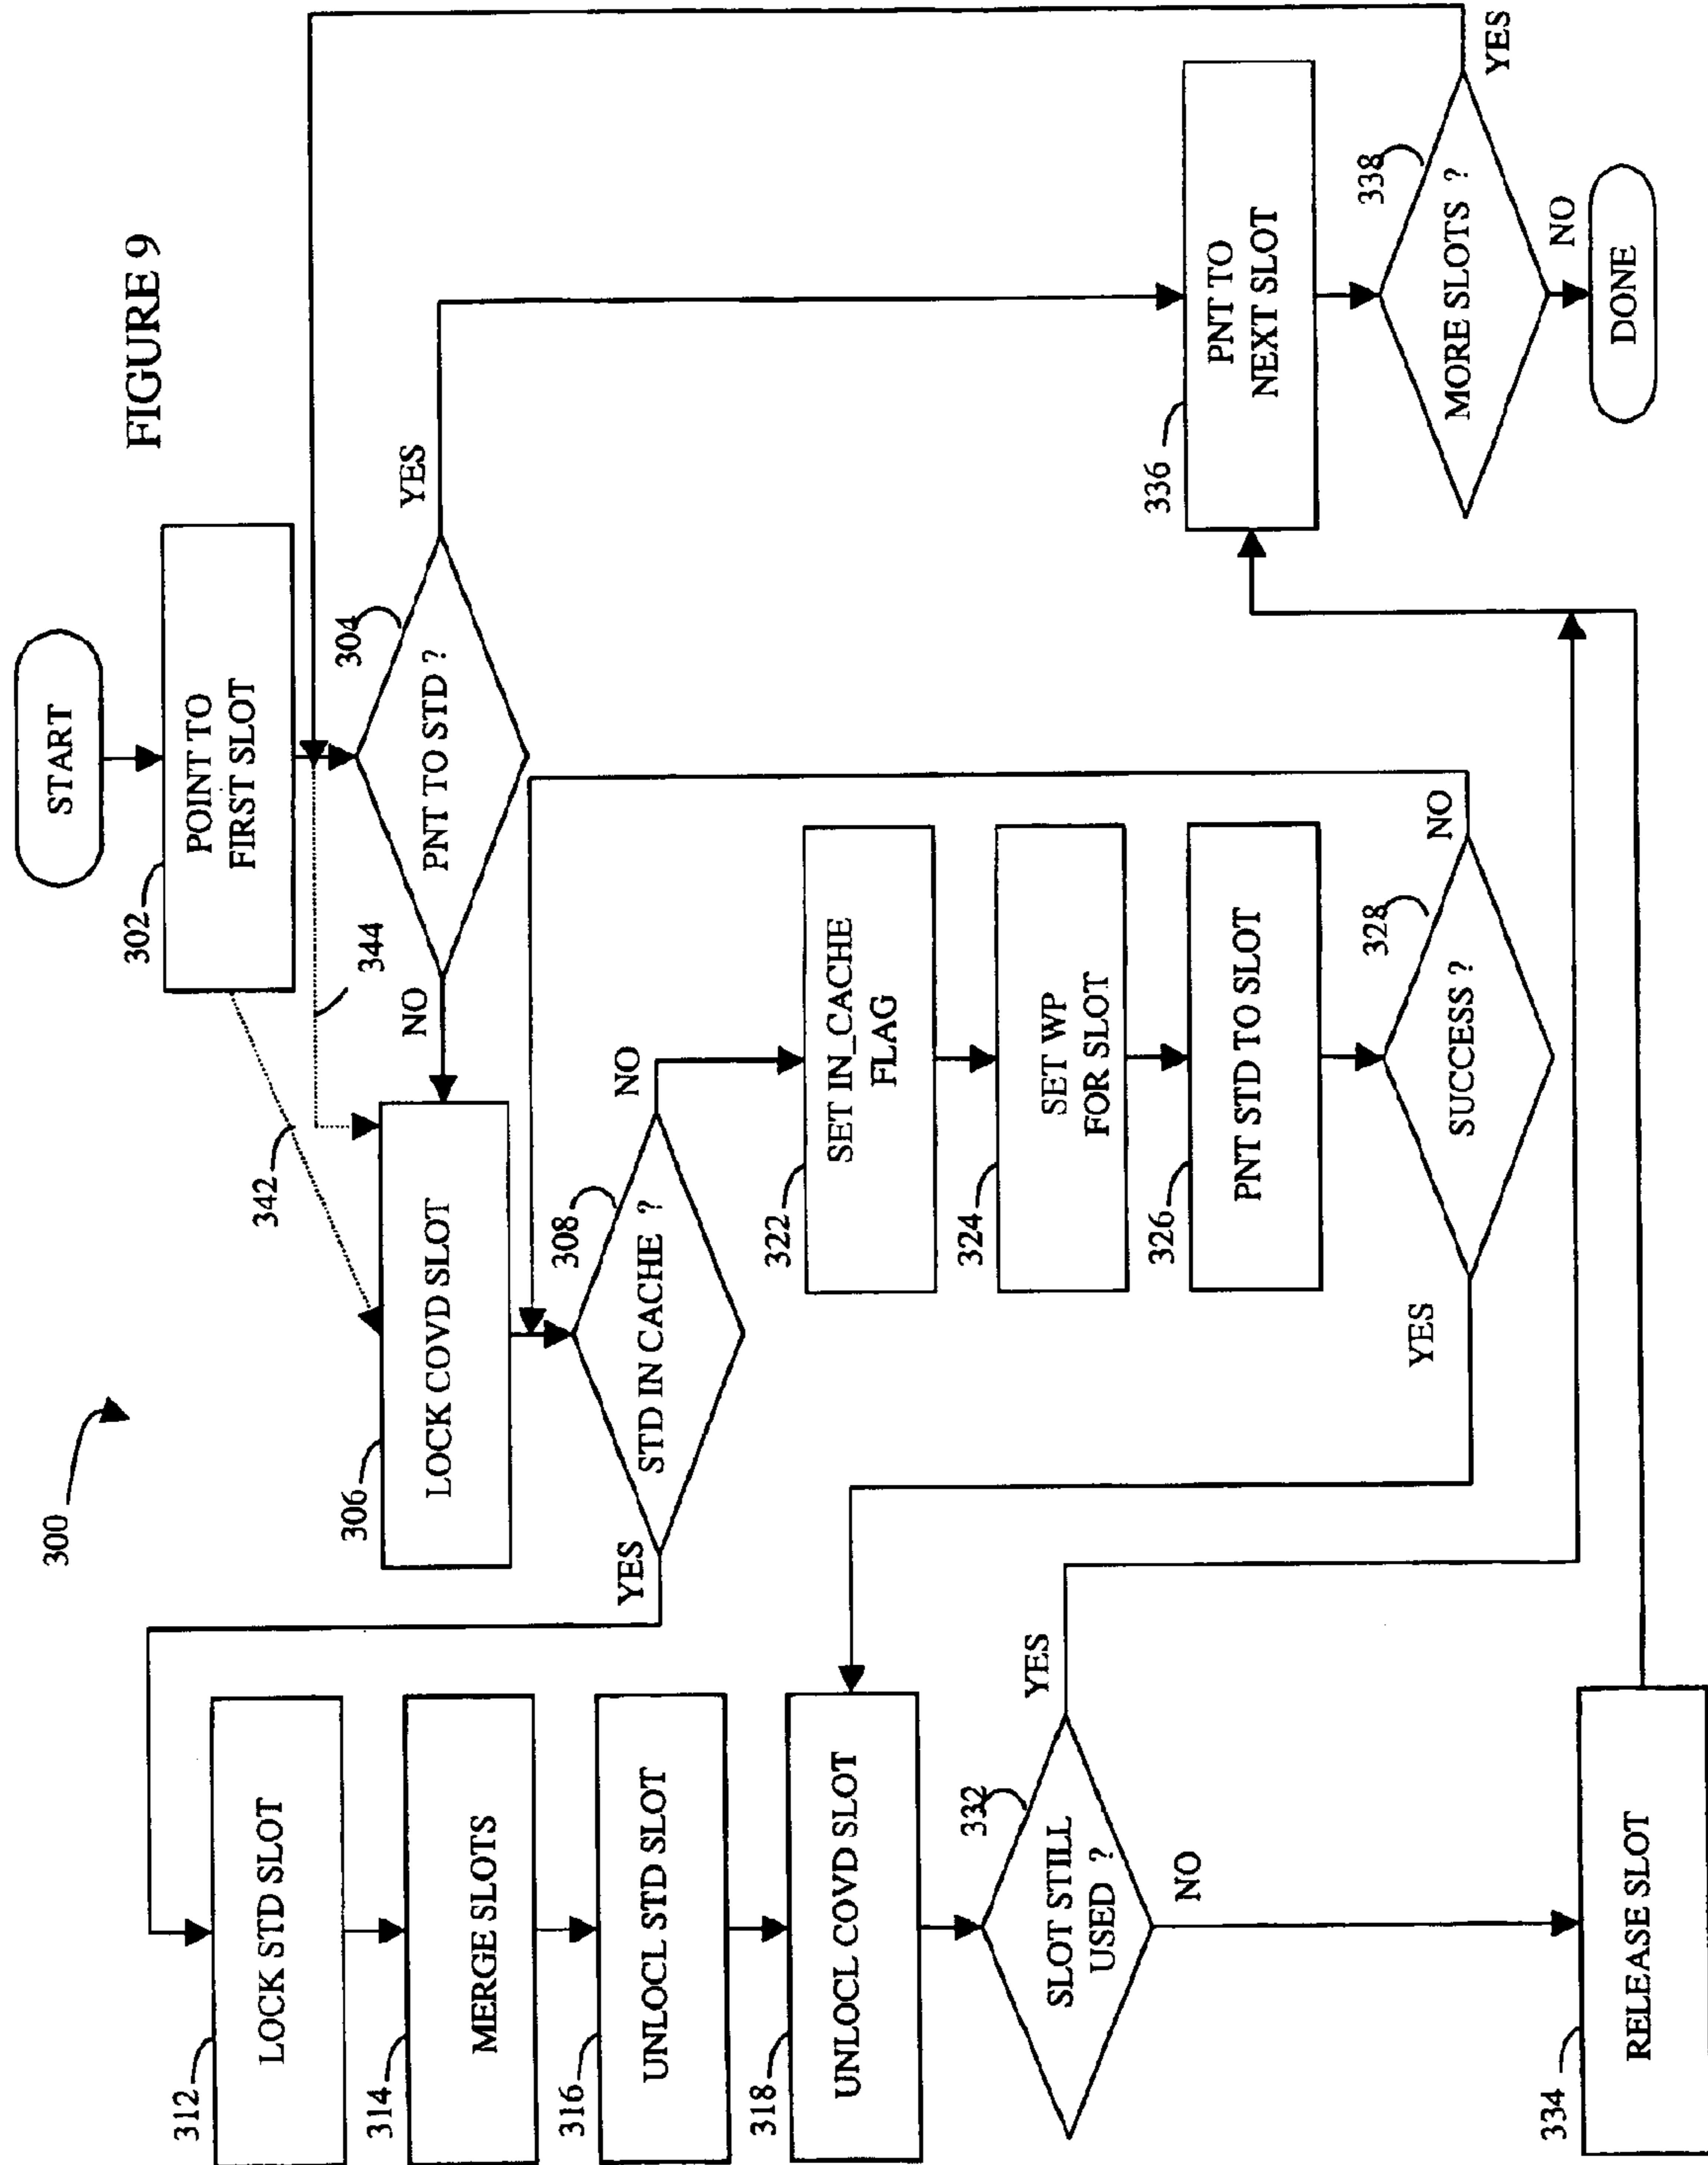 FIGURE 9
300
START
302
POINT TO
FIRST SLOT
342
344
304
PNT TO STD ?
YES
NO
306
LOCK COVD SLOT
308
STD IN CACHE ?
YES
NO
312
LOCK STD SLOT
314
MERGE SLOTS
316
UNLOCL STD SLOT
318
UNLOCL COVD SLOT
322
SET IN_CACHE
FLAG
324
SET WP
FOR SLOT
326
PNT STD TO SLOT
328
SUCCESS ?
YES
NO
332
SLOT STILL
USED ?
YES
NO
334
RELEASE SLOT
336
PNT TO
NEXT SLOT
338
MORE SLOTS ?
YES
NO
DONE